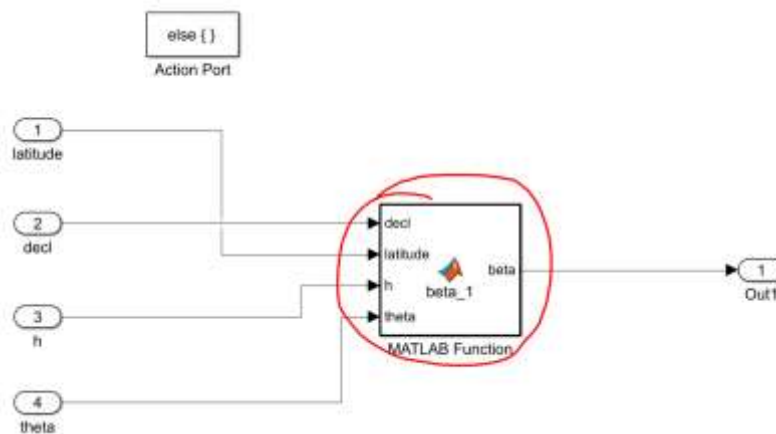 else { }
Action Port
1
latitude
2
decl
3
h
4
theta
decl
latitude
h
theta
beta
beta_1
MATLAB Function
1
Out1